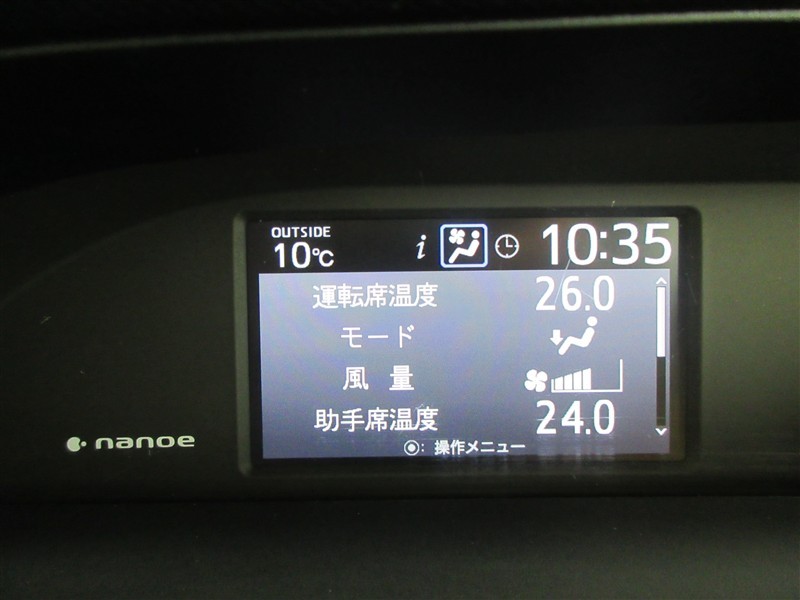 OUTSIDE
10℃
i
10:35
運転席温度 26.0
モード
風量
助手席温度 24.0
: 操作メニュー
nanoe